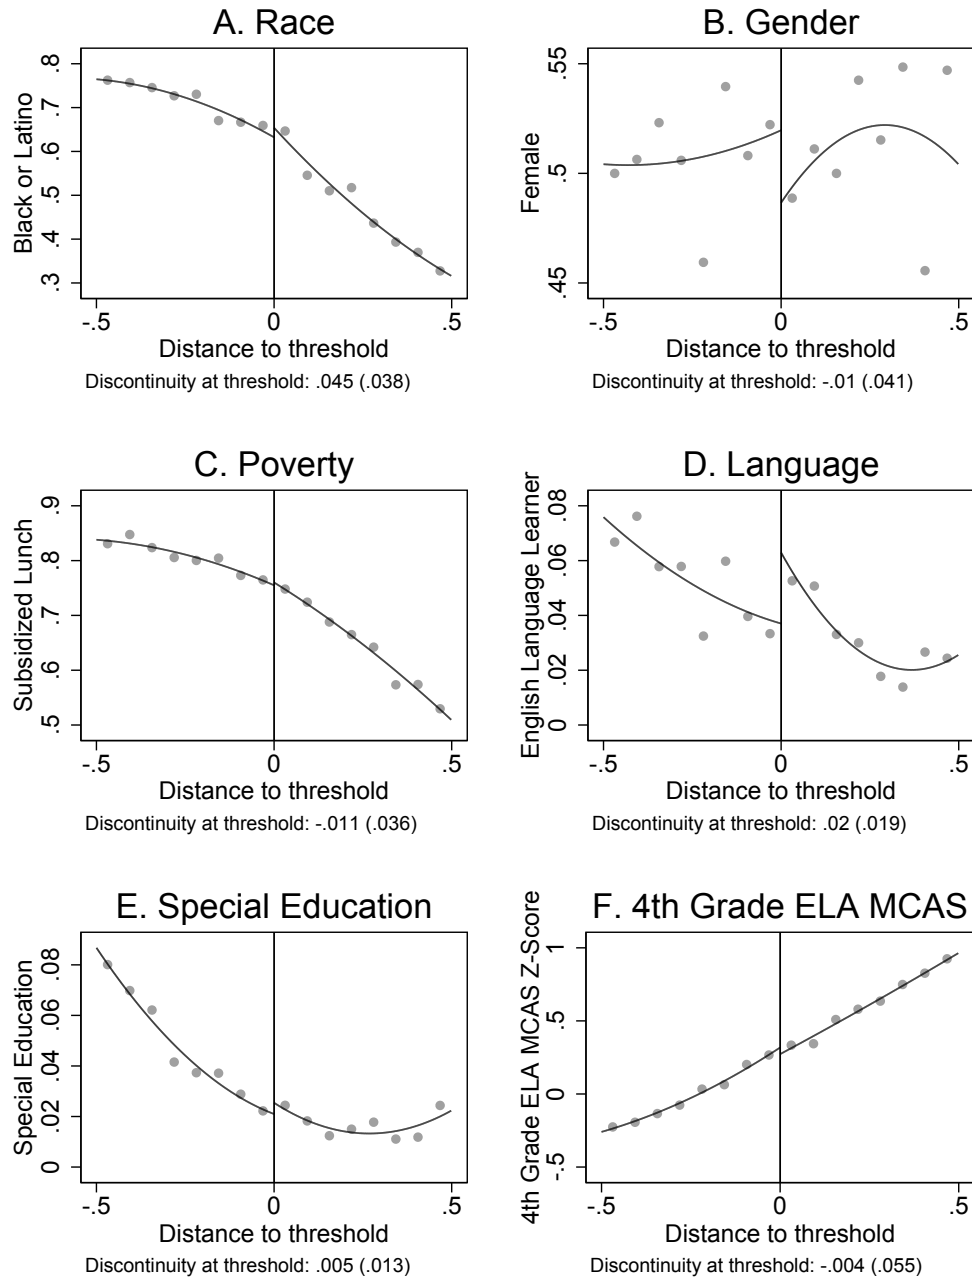 A. Race
Black or Latino
.8
.7
.6
.5
.4
.3
-.5 0 .5
Distance to threshold
Discontinuity at threshold: .045 (.038)
B. Gender
Female
.55
.5
.45
-.5 0 .5
Distance to threshold
Discontinuity at threshold: -.01 (.041)
C. Poverty
Subsidized Lunch
.9
.8
.7
.6
.5
-.5 0 .5
Distance to threshold
Discontinuity at threshold: -.011 (.036)
D. Language
English Language Learner
.08
.06
.04
.02
0
-.5 0 .5
Distance to threshold
Discontinuity at threshold: .02 (.019)
E. Special Education
Special Education
.08
.06
.04
.02
0
-.5 0 .5
Distance to threshold
Discontinuity at threshold: .005 (.013)
F. 4th Grade ELA MCAS
4th Grade ELA MCAS Z-Score
1
.5
0
-.5
-.5 0 .5
Distance to threshold
Discontinuity at threshold: -.004 (.055)